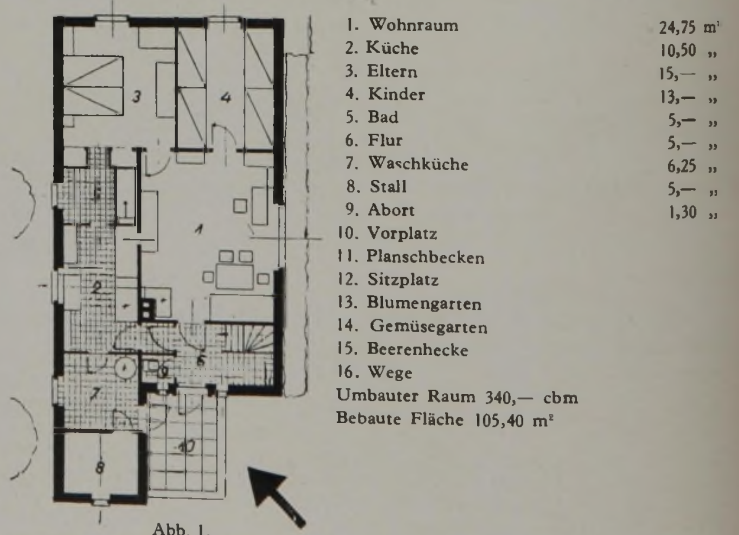 3
4
5
1
2
6
9
7
10
8
Abb. 1.
1. Wohnraum 24,75 m²
2. Küche 10,50 „
3. Eltern 15,— „
4. Kinder 13,— „
5. Bad 5,— „
6. Flur 5,— „
7. Waschküche 6,25 „
8. Stall 5,— „
9. Abort 1,30 „
10. Vorplatz
11. Planschbecken
12. Sitzplatz
13. Blumengarten
14. Gemüsegarten
15. Beerenhecke
16. Wege
Umbauter Raum 340,— cbm
Bebaute Fläche 105,40 m²